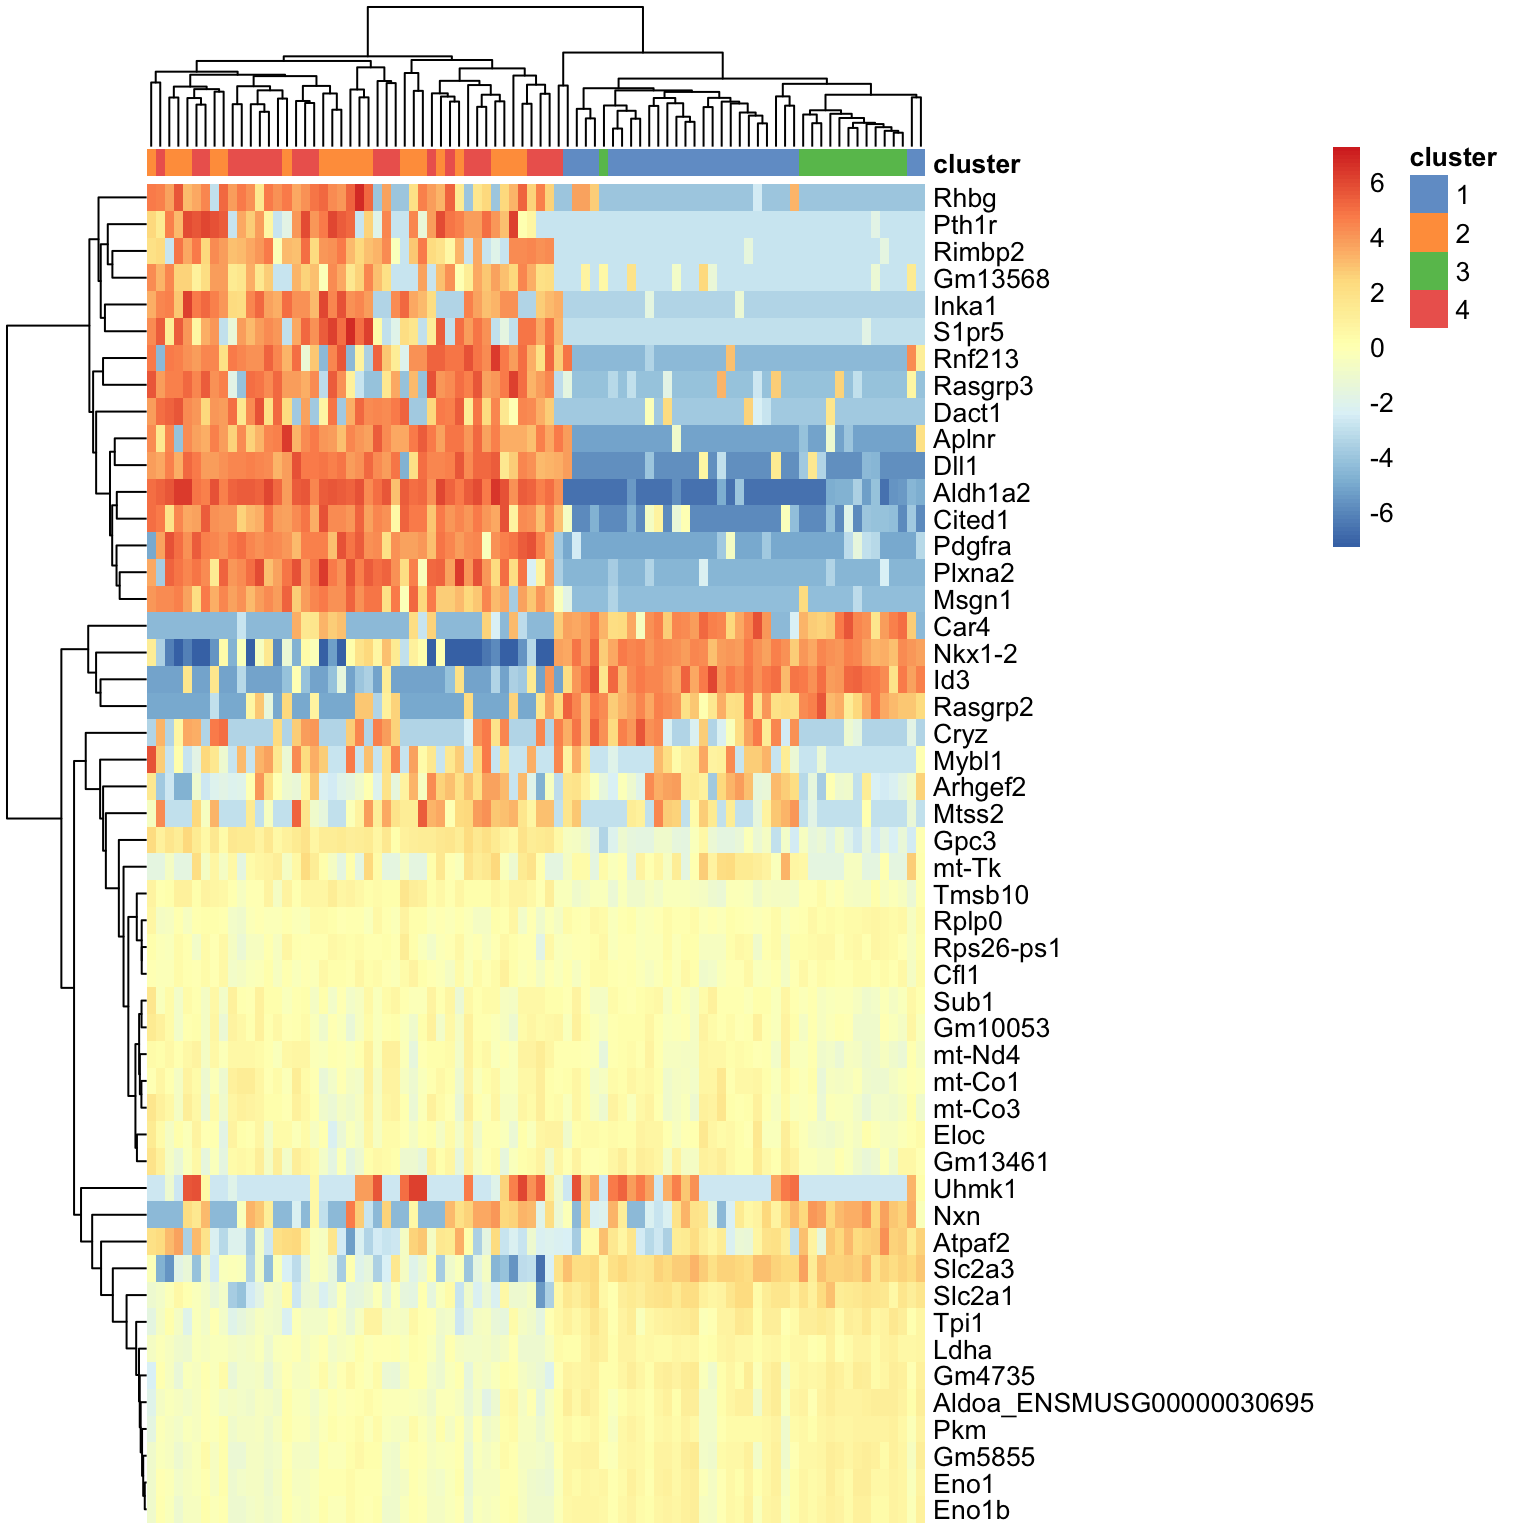 cluster
Rhbg
Pth1r
Rimbp2
Gm13568
Inka1
S1pr5
Rnf213
Rasgrp3
Dact1
Aplnr
Dll1
Aldh1a2
Cited1
Pdgfra
Plxna2
Msgn1
Car4
Nkx1-2
Id3
Rasgrp2
Cryz
Mybl1
Arhgef2
Mtss2
Gpc3
mt-Tk
Tmsb10
Rplp0
Rps26-ps1
Cfl1
Sub1
Gm10053
mt-Nd4
mt-Co1
mt-Co3
Eloc
Gm13461
Uhmk1
Nxn
Atpaf2
Slc2a3
Slc2a1
Tpi1
Ldha
Gm4735
Aldoa_ENSMUSG00000030695
Pkm
Gm5855
Eno1
Eno1b
6
4
2
0
-2
-4
-6
cluster
1
2
3
4